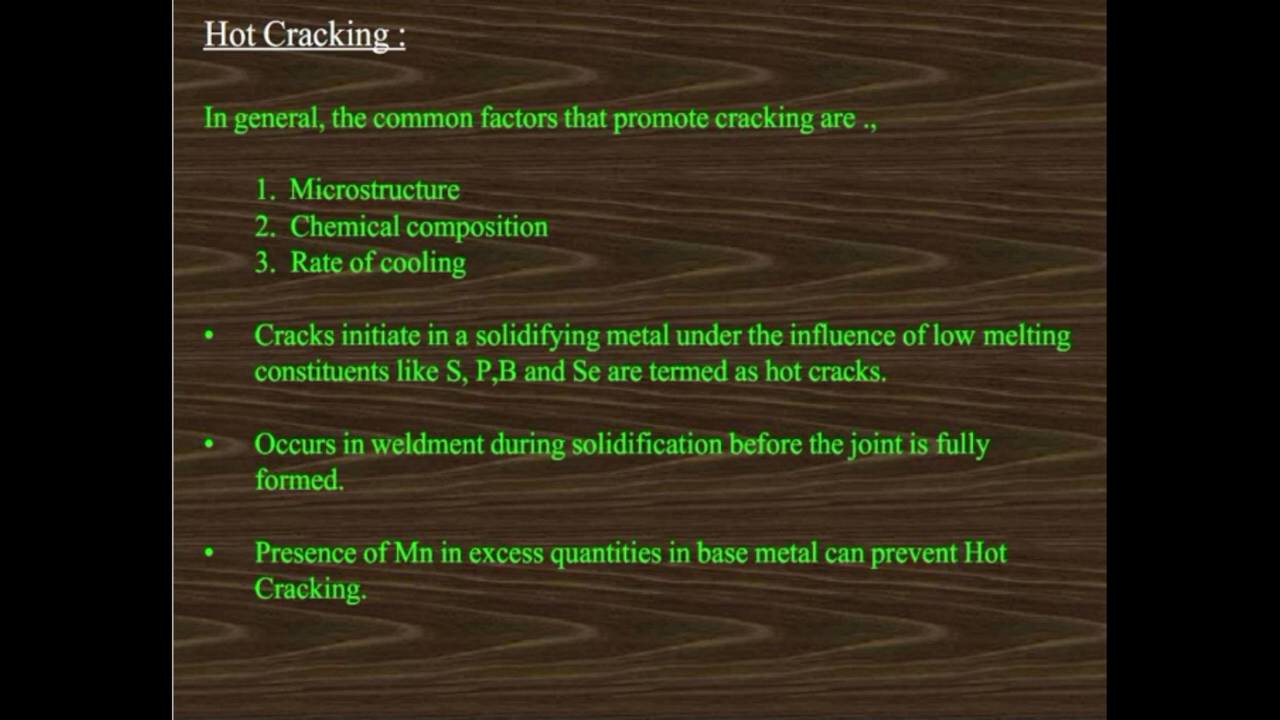 Hot Cracking :
In general, the common factors that promote cracking are .,
1. Microstructure
2. Chemical composition
3. Rate of cooling
• Cracks initiate in a solidifying metal under the influence of low melting
constituents like S, P,B and Se are termed as hot cracks.
• Occurs in weldment during solidification before the joint is fully
formed.
• Presence of Mn in excess quantities in base metal can prevent Hot
Cracking.